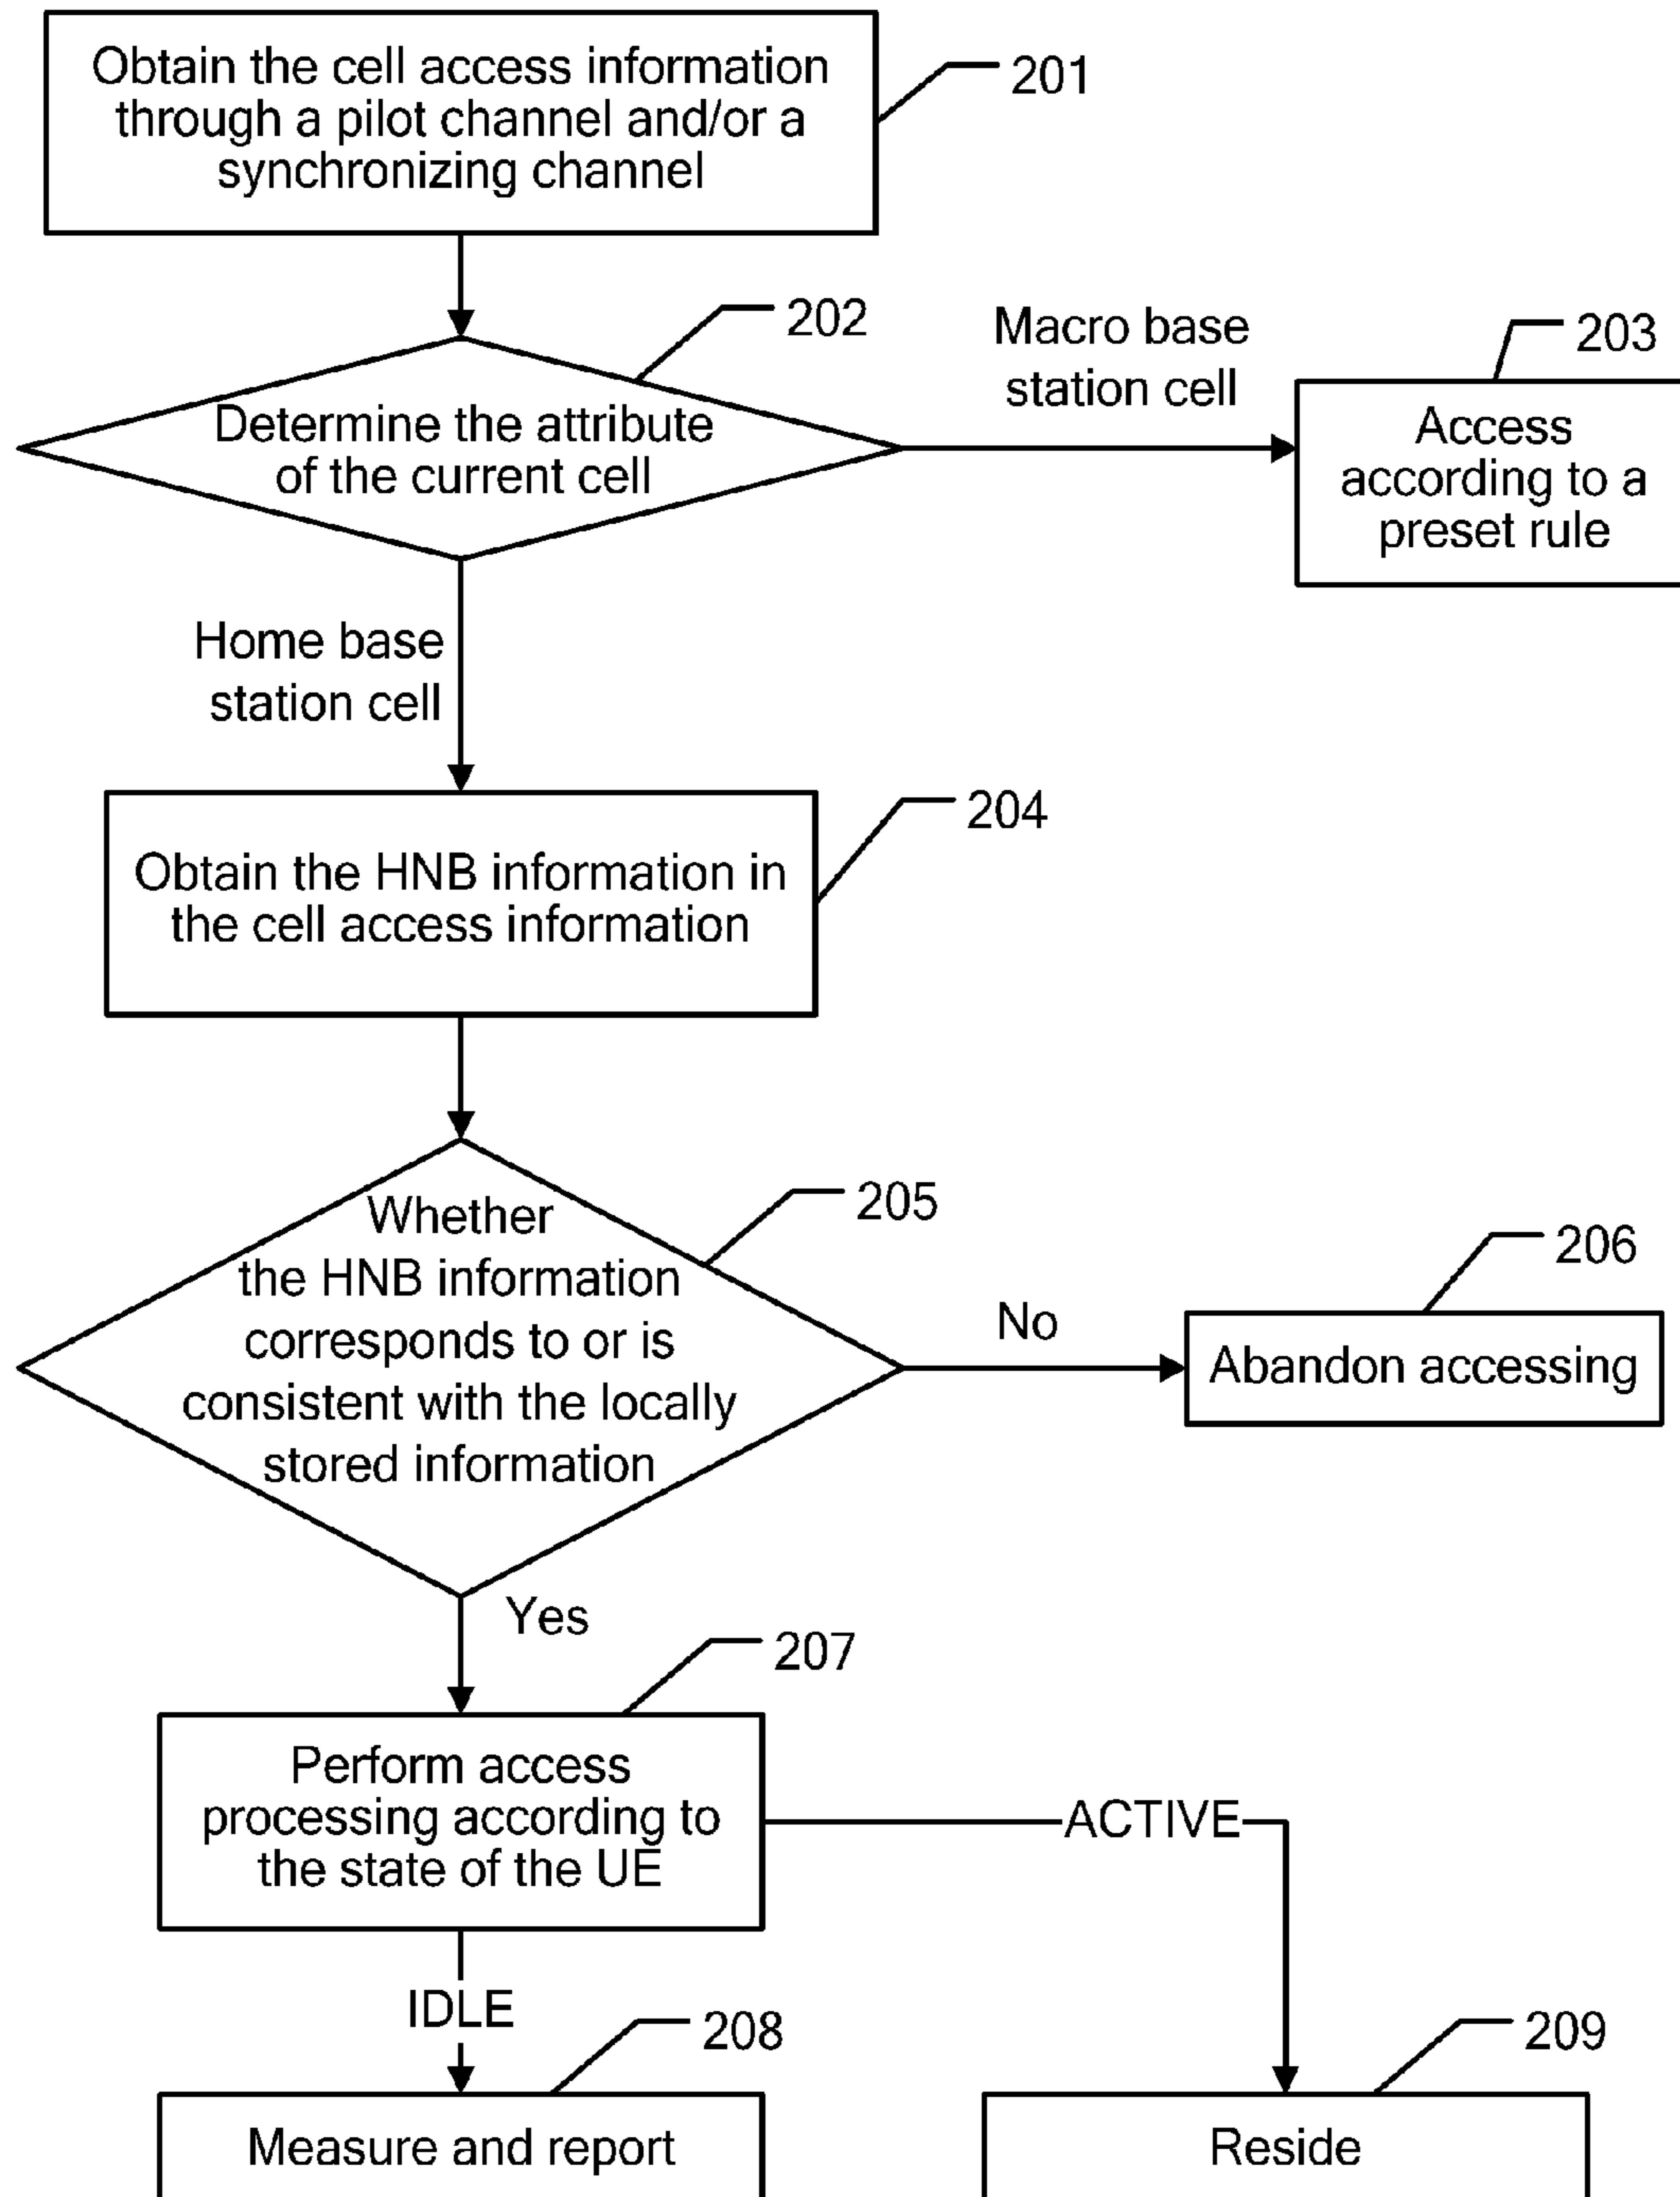 Obtain the cell access information
through a pilot channel and/or a
synchronizing channel
201
202
Determine the attribute
of the current cell
Macro base
station cell
203
Access
according to a
preset rule
Home base
station cell
204
Obtain the HNB information in
the cell access information
205
Whether
the HNB information
corresponds to or is
consistent with the locally
stored information
No
206
Abandon accessing
Yes
207
Perform access
processing according to
the state of the UE
ACTIVE
IDLE
208
Measure and report
209
Reside